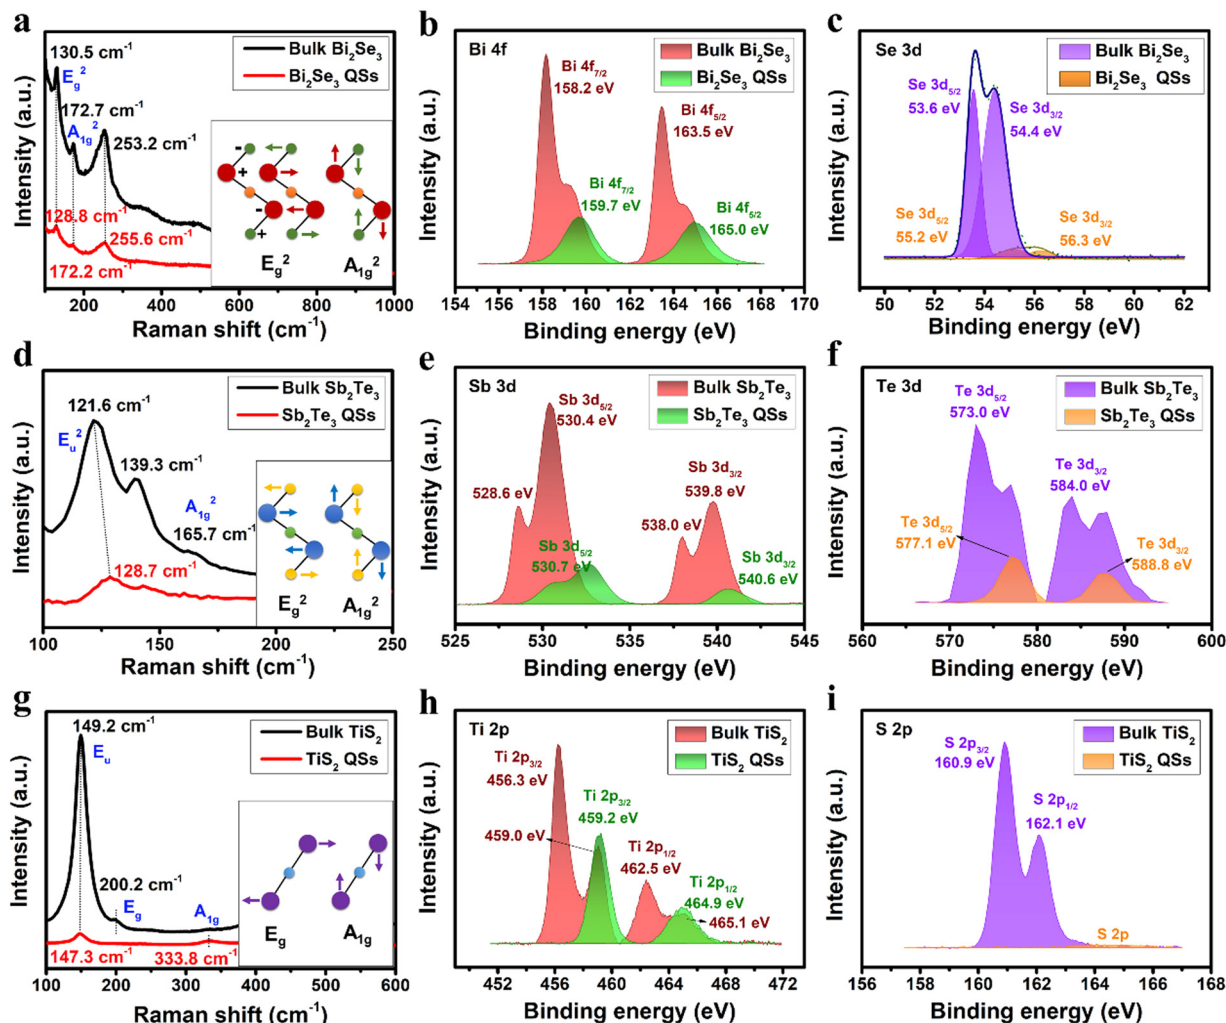 a
130.5 cm⁻¹
Bulk Bi₂Se₃
Bi₂Se₃ QSs
E_g²
172.7 cm⁻¹
A₁g²
253.2 cm⁻¹
128.8 cm⁻¹
255.6 cm⁻¹
172.2 cm⁻¹
-
+
-
+
E_g²
A₁g²
Intensity (a.u.)
200 400 600 800 1000
Raman shift (cm⁻¹)
b
Bi 4f
Bulk Bi₂Se₃
Bi₂Se₃ QSs
Bi 4f₇/₂
158.2 eV
Bi 4f₅/₂
163.5 eV
Bi 4f₇/₂
159.7 eV
Bi 4f₅/₂
165.0 eV
Intensity (a.u.)
154 156 158 160 162 164 166 168 170
Binding energy (eV)
c
Se 3d
Bulk Bi₂Se₃
Bi₂Se₃ QSs
Se 3d₅/₂
53.6 eV
Se 3d₃/₂
54.4 eV
Se 3d₅/₂
55.2 eV
Se 3d₃/₂
56.3 eV
Intensity (a.u.)
50 52 54 56 58 60 62
Binding energy (eV)
d
Bulk Sb₂Te₃
Sb₂Te₃ QSs
121.6 cm⁻¹
E_u²
139.3 cm⁻¹
A₁g²
165.7 cm⁻¹
128.7 cm⁻¹
E_g²
A₁g²
Intensity (a.u.)
100 150 200 250
Raman shift (cm⁻¹)
e
Sb 3d
Bulk Sb₂Te₃
Sb₂Te₃ QSs
Sb 3d₅/₂
530.4 eV
528.6 eV
Sb 3d₃/₂
539.8 eV
538.0 eV
Sb 3d₅/₂
530.7 eV
Sb 3d₃/₂
540.6 eV
Intensity (a.u.)
525 530 535 540 545
Binding energy (eV)
f
Te 3d
Bulk Sb₂Te₃
Sb₂Te₃ QSs
Te 3d₅/₂
573.0 eV
Te 3d₃/₂
584.0 eV
Te 3d₅/₂
577.1 eV
Te 3d₃/₂
588.8 eV
Intensity (a.u.)
560 570 580 590 600
Binding energy (eV)
g
149.2 cm⁻¹
Bulk TiS₂
TiS₂ QSs
E_u
200.2 cm⁻¹
E_g
A₁g
147.3 cm⁻¹
333.8 cm⁻¹
E_g
A₁g
Intensity (a.u.)
100 200 300 400 500 600
Raman shift (cm⁻¹)
h
Ti 2p
Bulk TiS₂
TiS₂ QSs
Ti 2p₃/₂
456.3 eV
Ti 2p₃/₂
459.2 eV
459.0 eV
Ti 2p₁/₂
462.5 eV
Ti 2p₁/₂
464.9 eV
465.1 eV
Intensity (a.u.)
452 456 460 464 468 472
Binding energy (eV)
i
S 2p
Bulk TiS₂
TiS₂ QSs
S 2p₃/₂
160.9 eV
S 2p₁/₂
162.1 eV
S 2p
Intensity (a.u.)
156 158 160 162 164 166 168
Binding energy (eV)